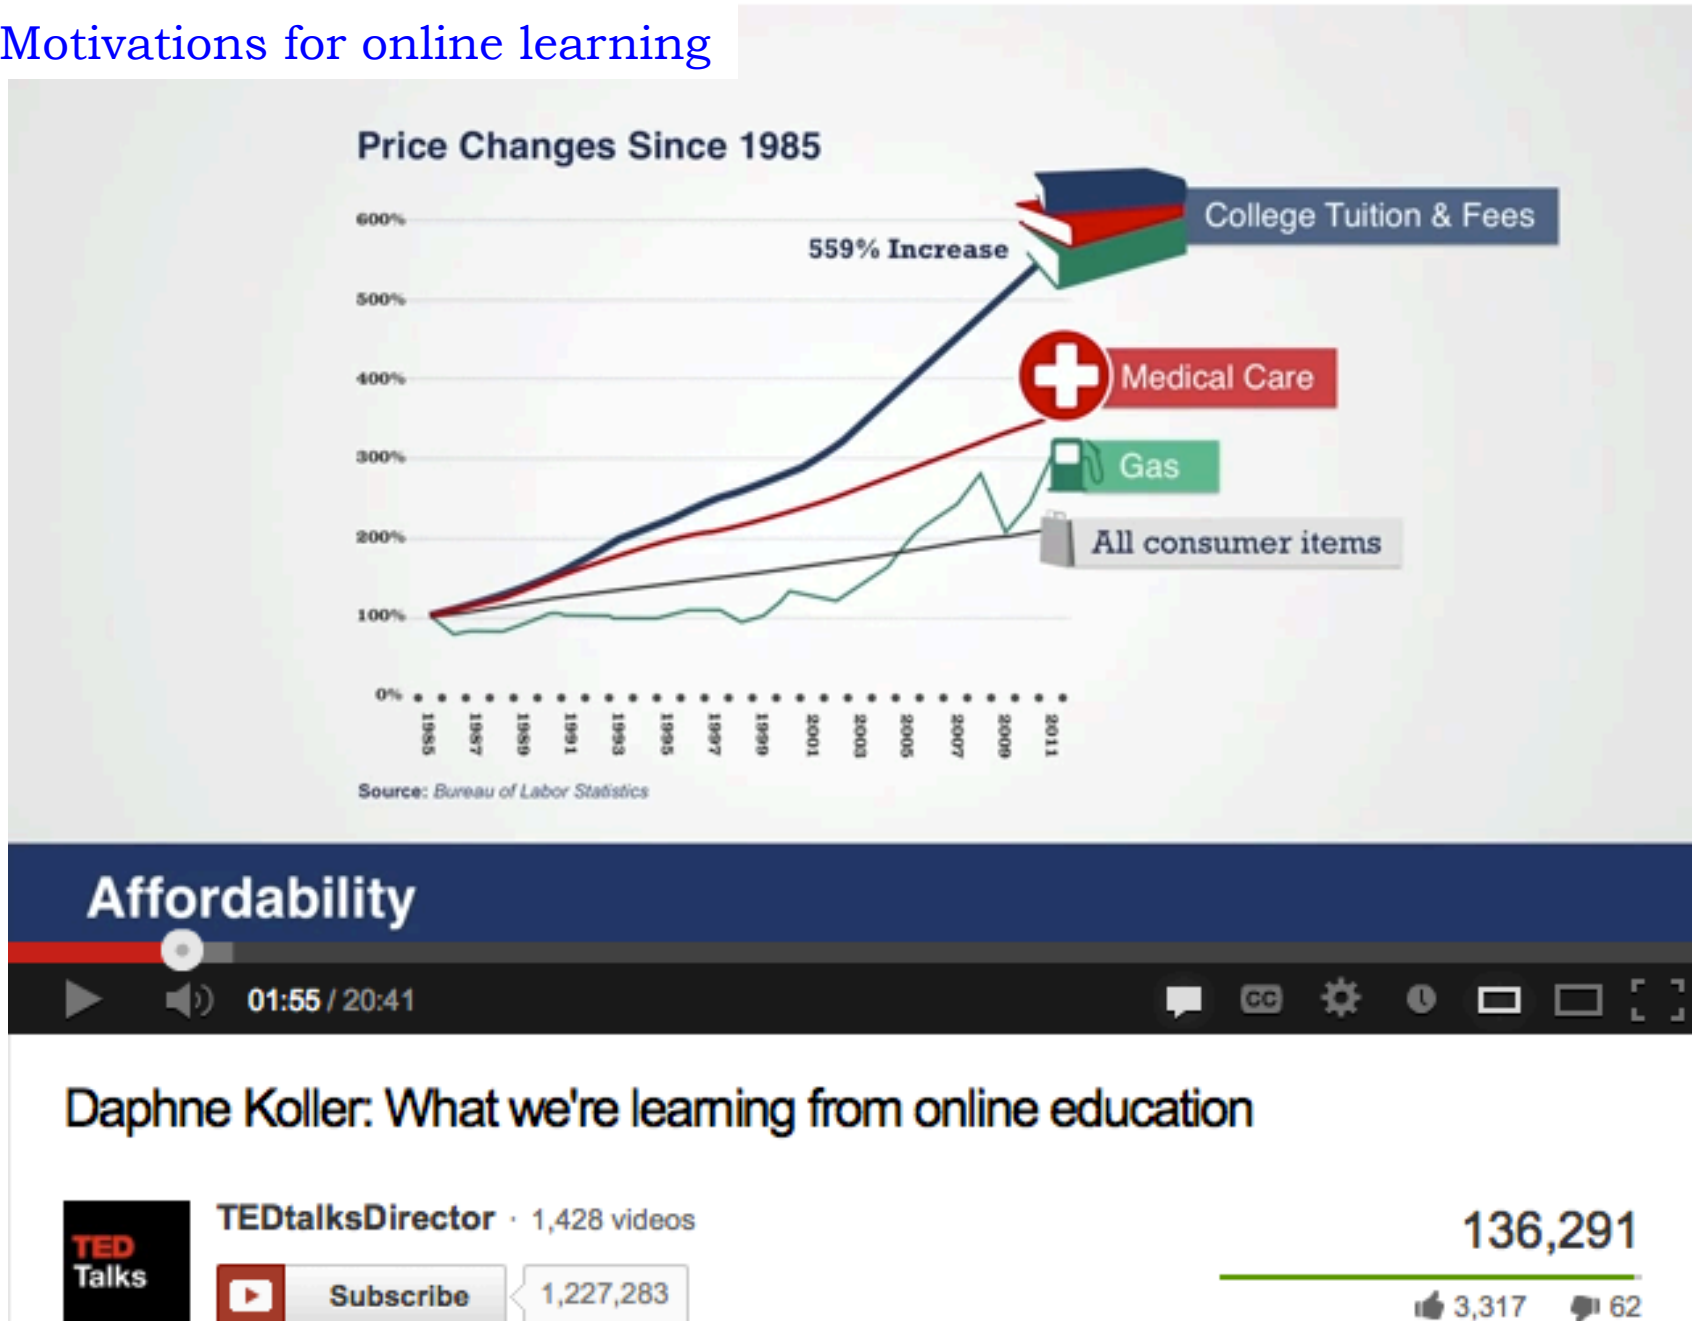 Motivations for online learning
Price Changes Since 1985
600%
559% Increase
College Tuition & Fees
500%
400%
Medical Care
300%
Gas
200%
All consumer items
100%
0%
1985 1987 1989 1991 1993 1995 1997 1999 2001 2003 2005 2007 2009 2011
Source: Bureau of Labor Statistics
Affordability
01:55 / 20:41
CC
Daphne Koller: What we're learning from online education
TED
Talks
TEDtalksDirector · 1,428 videos
136,291
Subscribe 1,227,283
3,317 62